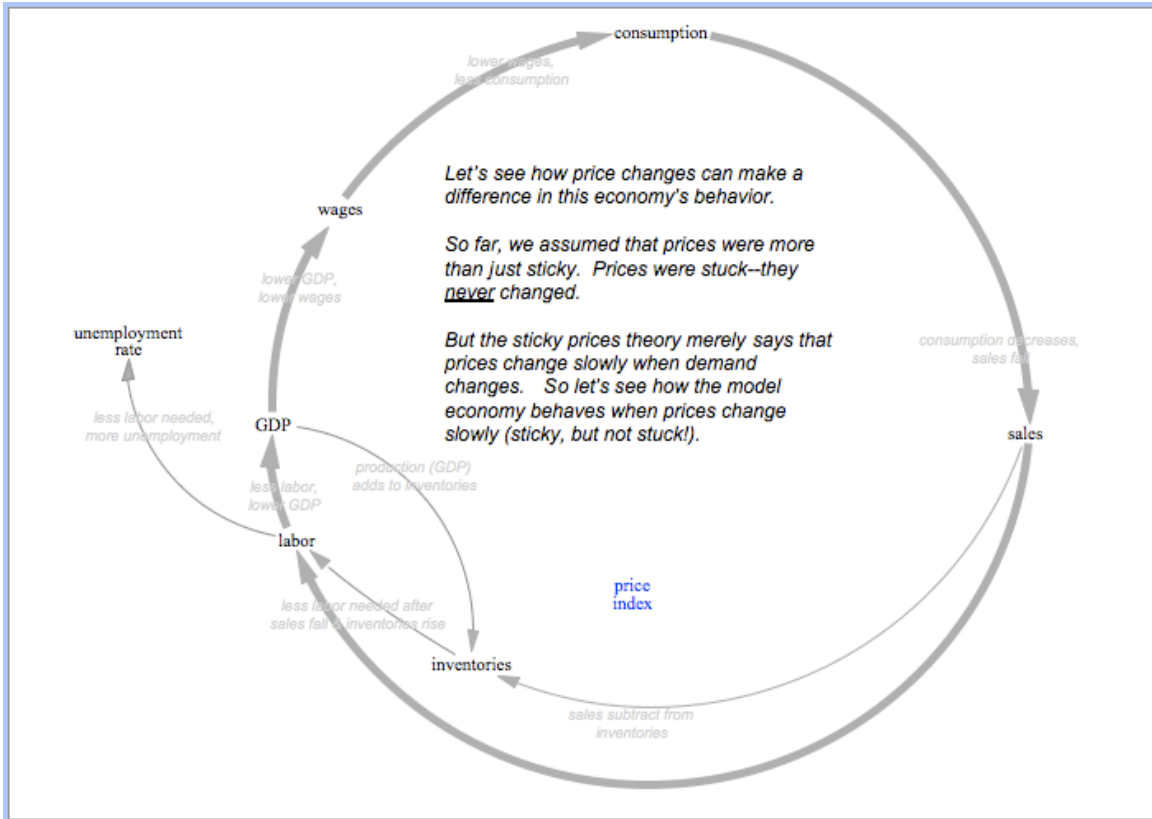 consumption
lower wages,
less consumption
Let's see how price changes can make a
difference in this economy's behavior.
wages
So far, we assumed that prices were more
than just sticky.  Prices were stuck--they
never changed.
lower GDP,
lower wages
unemployment
rate
But the sticky prices theory merely says that
prices change slowly when demand
changes.    So let's see how the model
economy behaves when prices change
slowly (sticky, but not stuck!).
consumption decreases,
sales fall
less labor needed,
more unemployment
GDP
sales
production (GDP)
adds to inventories
less labor,
lower GDP
labor
price
index
less labor needed after
sales fall & inventories rise
inventories
sales subtract from
inventories